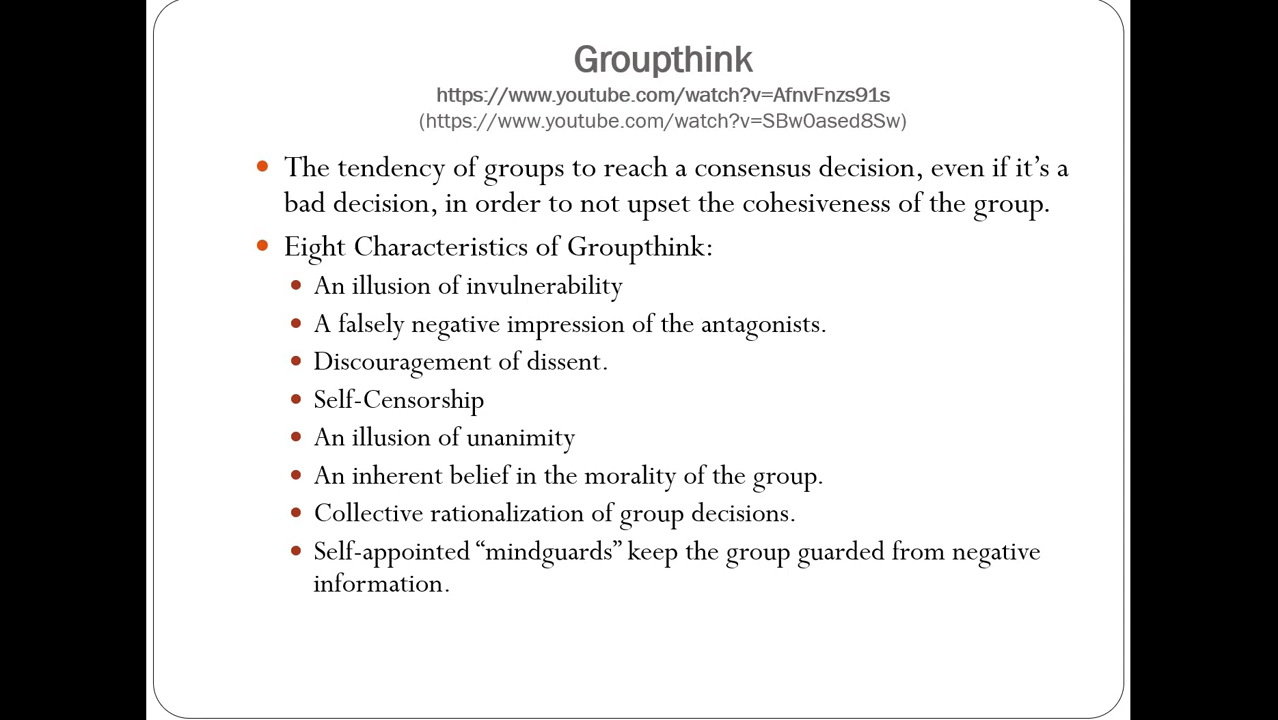 Groupthink
https://www.youtube.com/watch?v=AfnvFnzs91s
(https://www.youtube.com/watch?v=SBw0ased8Sw)
• The tendency of groups to reach a consensus decision, even if it’s a
bad decision, in order to not upset the cohesiveness of the group.
• Eight Characteristics of Groupthink:
• An illusion of invulnerability
• A falsely negative impression of the antagonists.
• Discouragement of dissent.
• Self-Censorship
• An illusion of unanimity
• An inherent belief in the morality of the group.
• Collective rationalization of group decisions.
• Self-appointed “mindguards” keep the group guarded from negative
information.